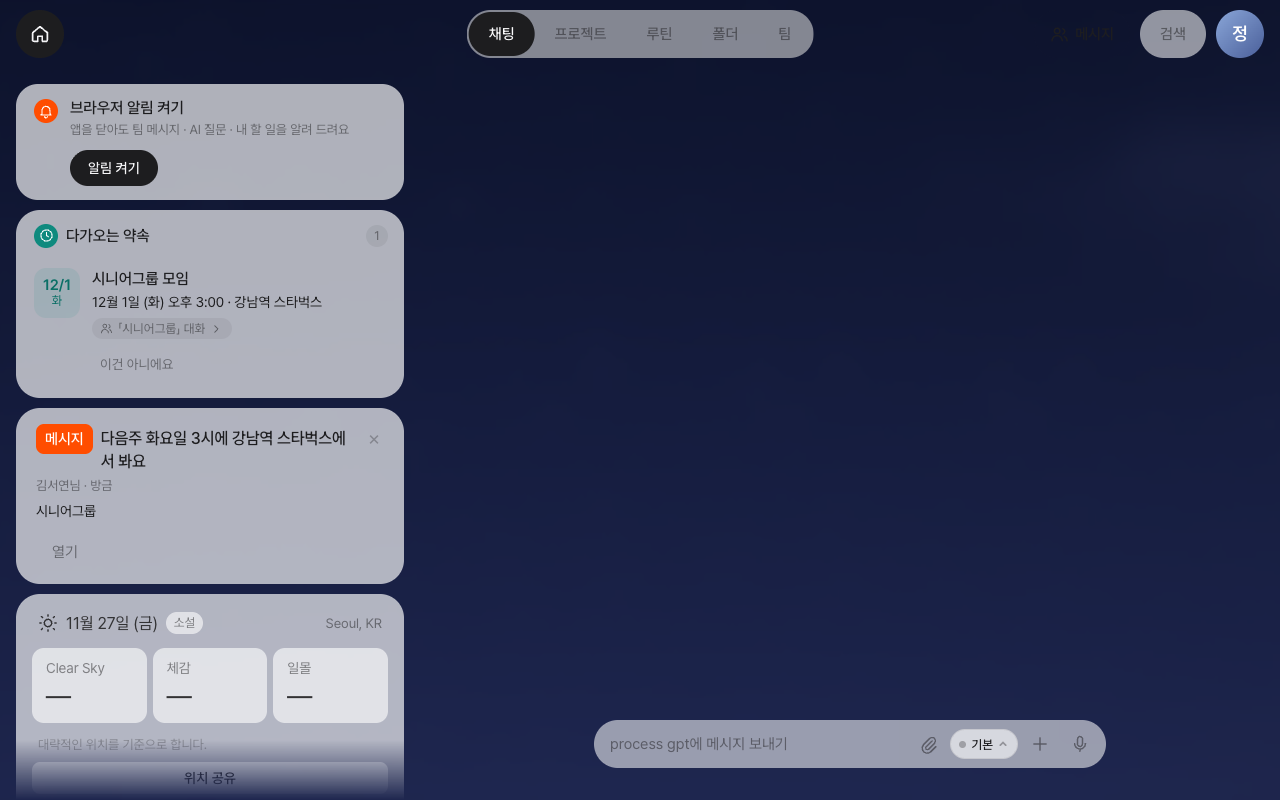 채팅
프로젝트
루틴
폴더
팀
메시지
검색
정
브라우저 알림 켜기
앱을 닫아도 팀 메시지 · AI 질문 · 내 할 일을 알려 드려요
알림 켜기
다가오는 약속
1
12/1
화
시니어그룹 모임
12월 1일 (화) 오후 3:00 · 강남역 스타벅스
「시니어그룹」 대화
이건 아니에요
메시지
다음주 화요일 3시에 강남역 스타벅스에
서 봐요
김서연님 · 방금
시니어그룹
열기
11월 27일 (금)
소설
Seoul, KR
Clear Sky
체감
일몰
—
—
—
대략적인 위치를 기준으로 합니다.
위치 공유
process gpt에 메시지 보내기
기본